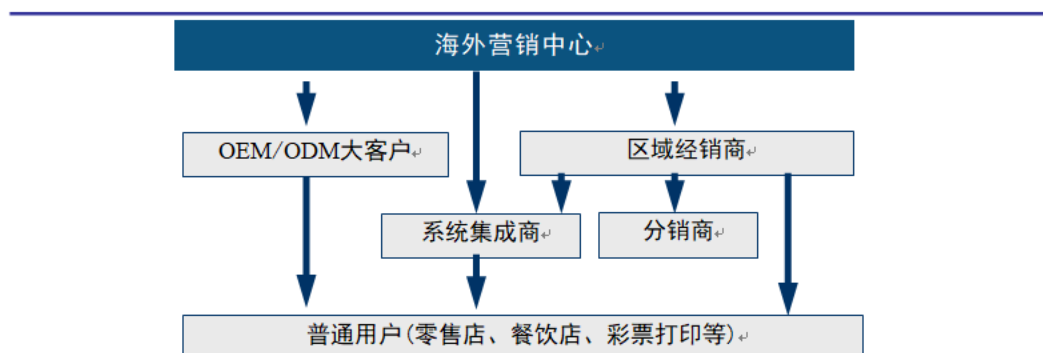 海外营销中心
OEM/ODM大客户
区域经销商
系统集成商
分销商
普通用户(零售店、餐饮店、彩票打印等)